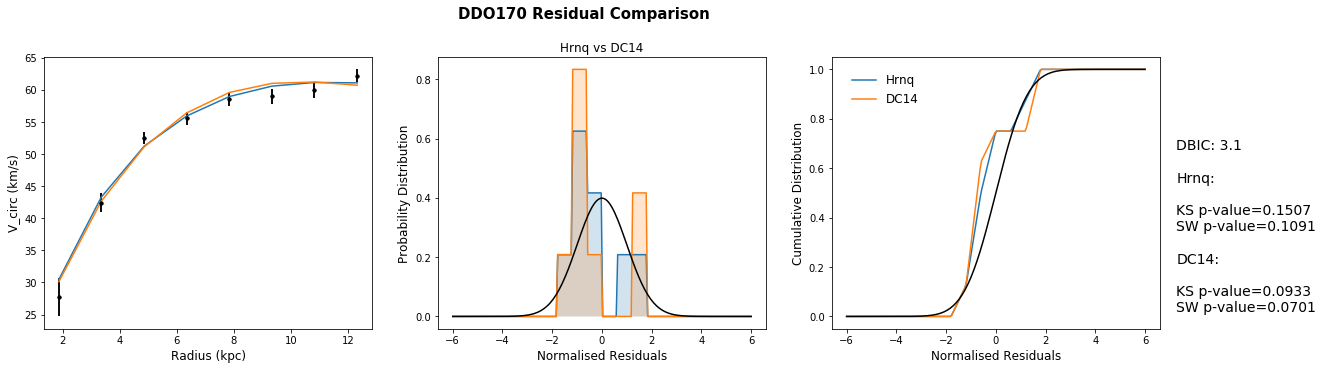 DDO170 Residual Comparison
V_circ (km/s)
65
60
55
50
45
40
35
30
25
2 4 6 8 10 12
Radius (kpc)
Hrnq vs DC14
Probability Distribution
0.8
0.6
0.4
0.2
0.0
−6 −4 −2 0 2 4 6
Normalised Residuals
Cumulative Distribution
1.0
0.8
0.6
0.4
0.2
0.0
Hrnq
DC14
−6 −4 −2 0 2 4 6
Normalised Residuals
DBIC: 3.1
Hrnq:
KS p-value=0.1507
SW p-value=0.1091
DC14:
KS p-value=0.0933
SW p-value=0.0701